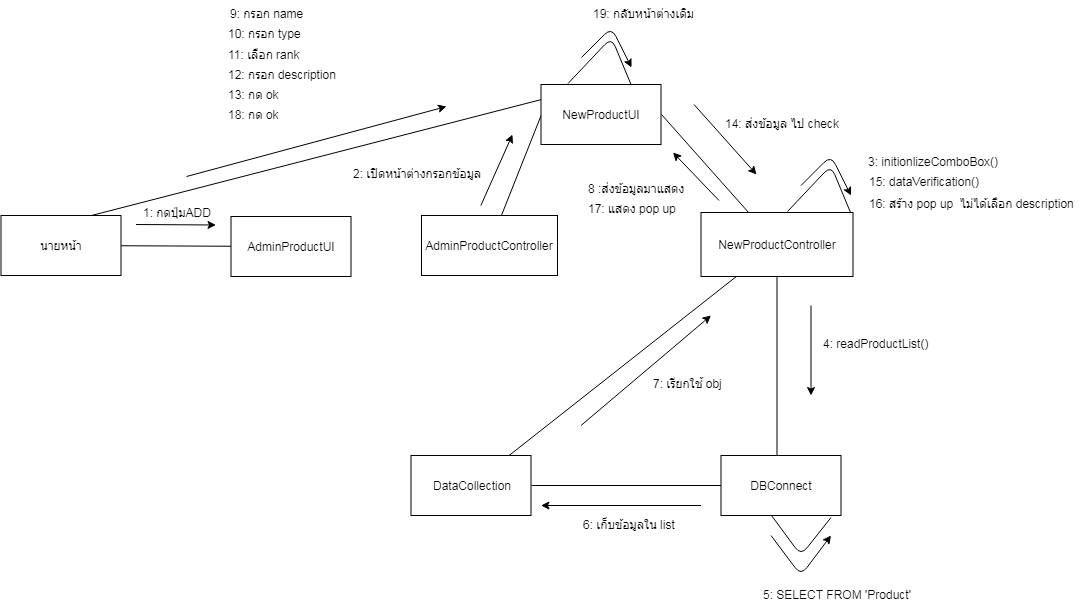 9: กรอก name
10: กรอก type
11: เลือก rank
12: กรอก description
13: กด ok
18: กด ok
19: กลับหน้าต่างเดิม
NewProductUI
14: ส่งข้อมูล ไป check
2: เปิดหน้าต่างกรอกข้อมูล
3: initionlizeComboBox()
15: dataVerification()
16: สร้าง pop up ไม่ได้เลือก description
8 :ส่งข้อมูลมาแสดง
17: แสดง pop up
1: กดปุ่มADD
นายหน้า
AdminProductUI
AdminProductController
NewProductController
4: readProductList()
7: เรียกใช้ obj
DataCollection
DBConnect
6: เก็บข้อมูลใน list
5: SELECT FROM 'Product'